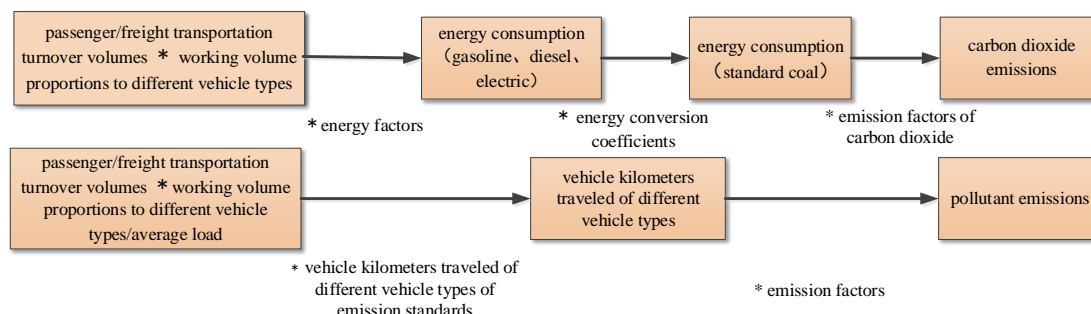 passenger/freight transportation
turnover volumes * working volume
proportions to different vehicle types
energy consumption
（gasoline、diesel、
electric）
energy consumption
（standard coal）
carbon dioxide
emissions
* energy factors
* energy conversion
coefficients
* emission factors of
carbon dioxide
passenger/freight transportation
turnover volumes * working volume
proportions to different vehicle
types/average load
vehicle kilometers
traveled of different
vehicle types
pollutant emissions
* vehicle kilometers traveled of
different vehicle types of
emission standards
* emission factors